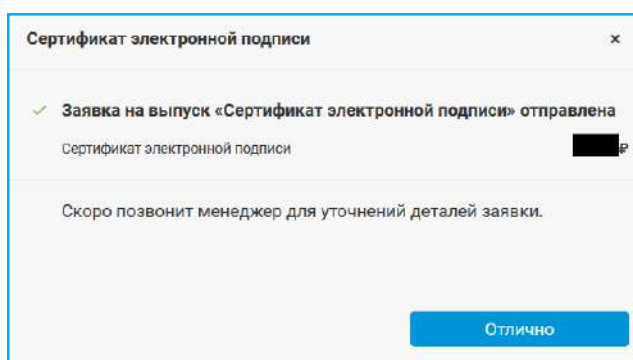 Сертификат электронной подписи ×
Заявка на выпуск «Сертификат электронной подписи» отправлена
Сертификат электронной подписи ₽
Скоро позвонит менеджер для уточнений деталей заявки.
Отлично